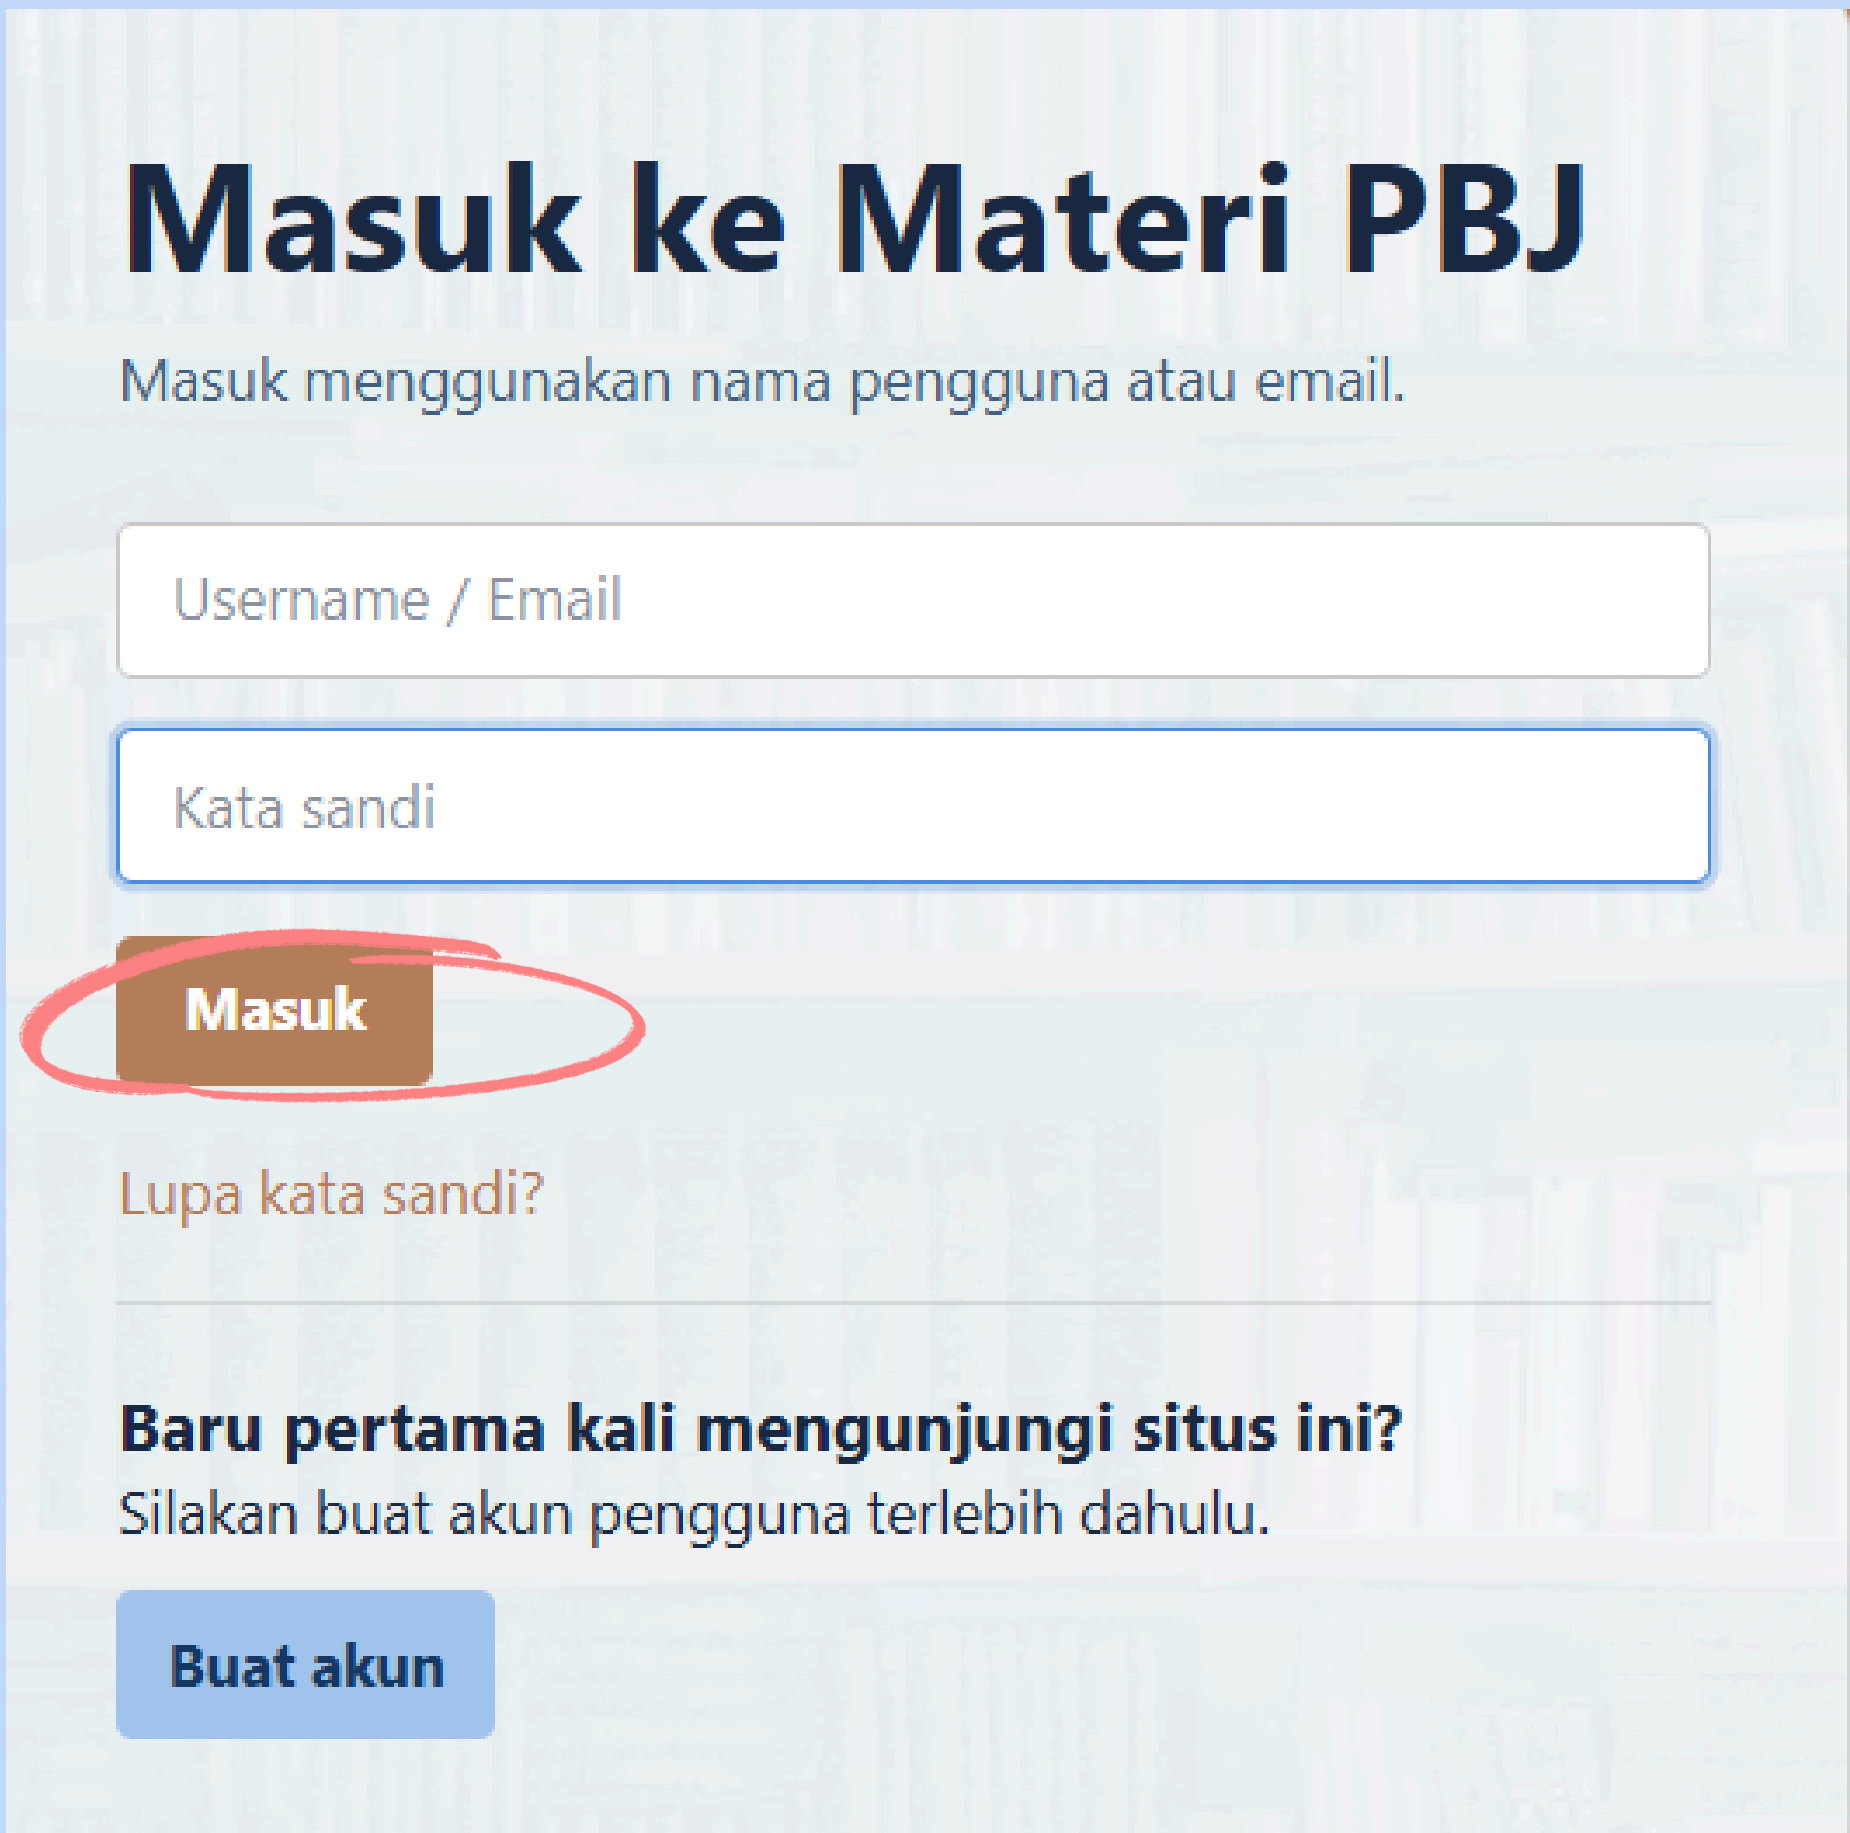 Masuk ke Materi PBJ
Masuk menggunakan nama pengguna atau email.
Username / Email
Kata sandi
Masuk
Lupa kata sandi?
Baru pertama kali mengunjungi situs ini?
Silakan buat akun pengguna terlebih dahulu.
Buat akun